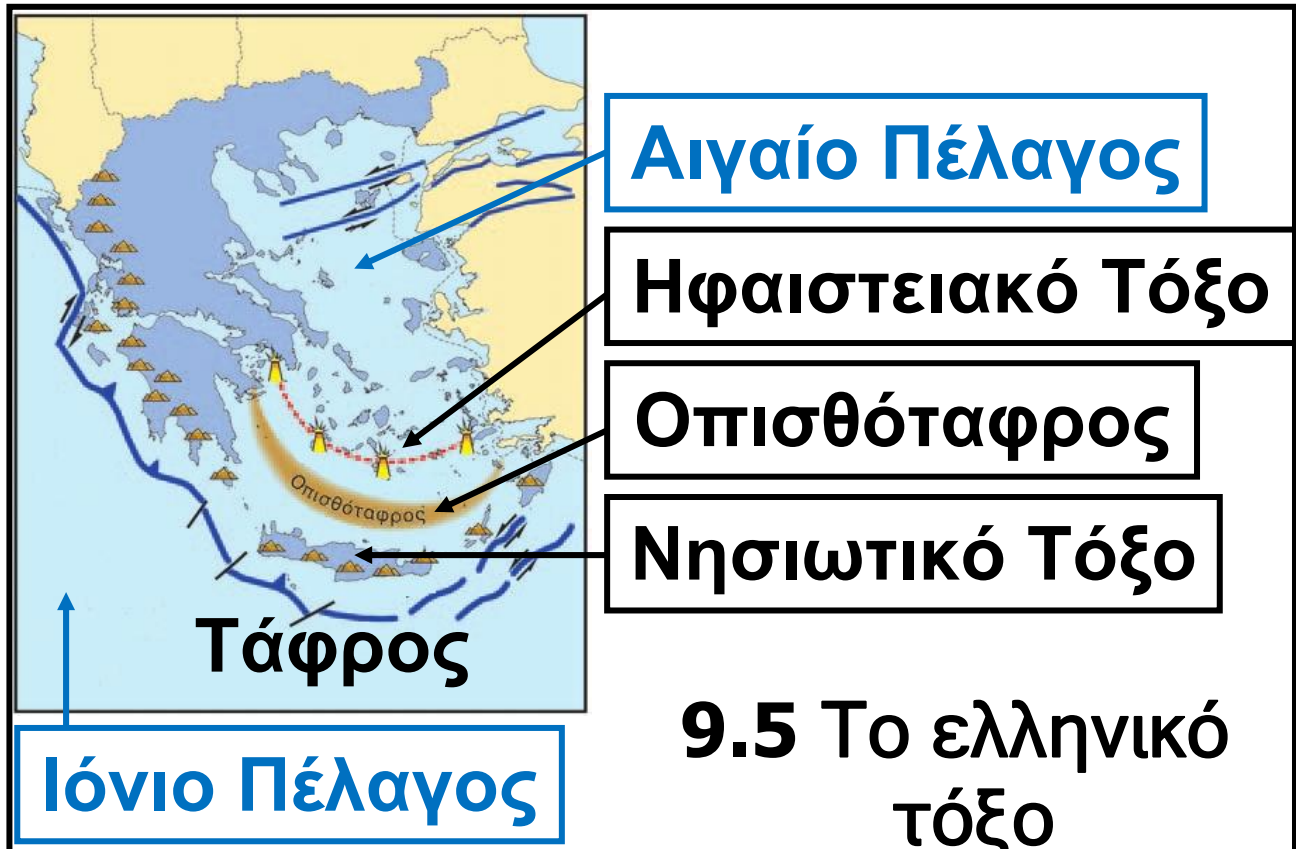 Αιγαίο Πέλαγος
Ηφαιστειακό Τόξο
Οπισθόταφρος
Οπισθόταφρος
Νησιωτικό Τόξο
Τάφρος
Ιόνιο Πέλαγος
9.5 Το ελληνικό
τόξο